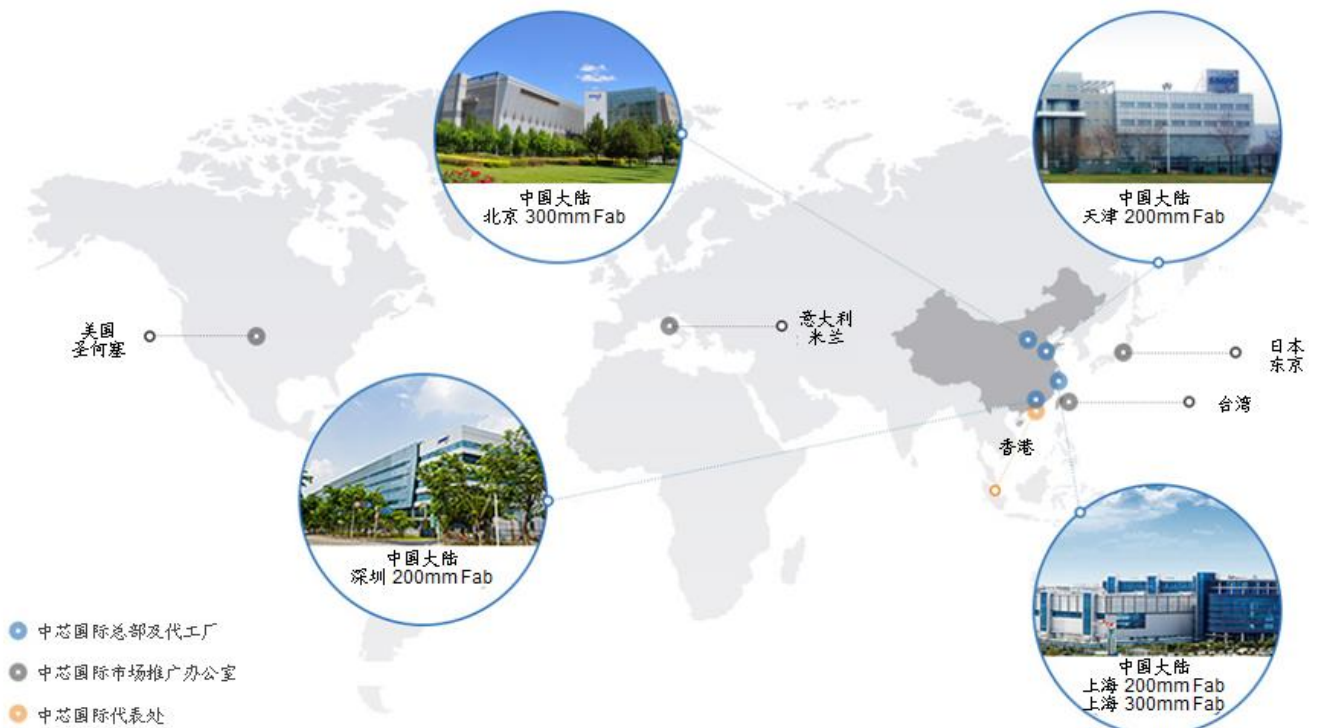 中国大陆
北京 300mm Fab
中国大陆
天津 200mm Fab
美国
圣何塞
意大利
米兰
日本
东京
台湾
香港
中国大陆
深圳 200mm Fab
中国大陆
上海 200mm Fab
上海 300mm Fab
中芯国际总部及代工厂
中芯国际市场推广办公室
中芯国际代表处